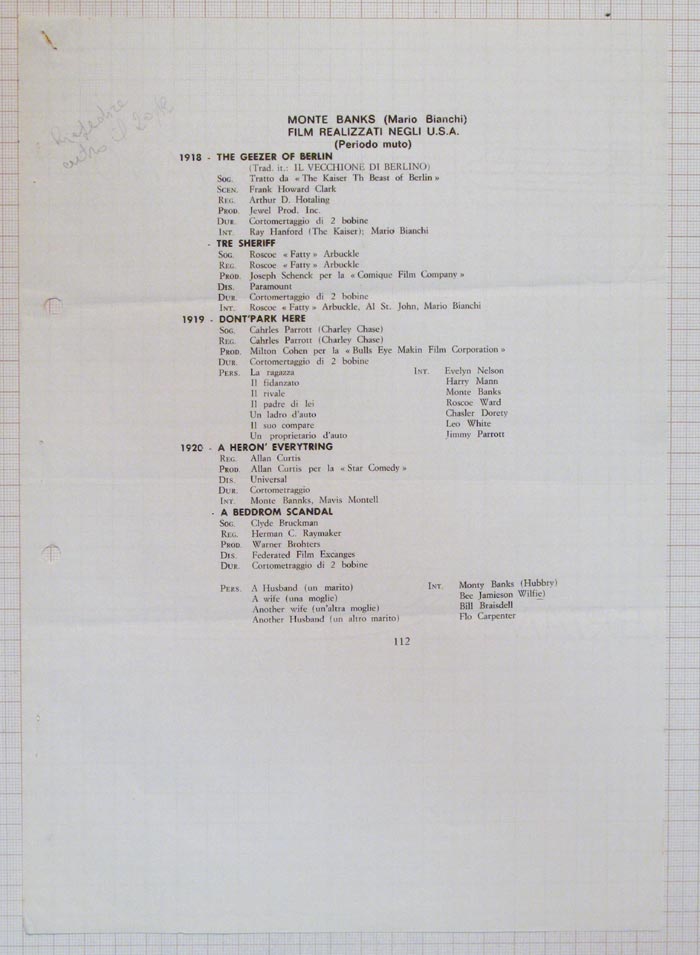 Rispedire
entro il 20/12
MONTE BANKS (Mario Bianchi)
FILM REALIZZATI NEGLI U.S.A.
(Periodo muto)
1918 - THE GEEZER OF BERLIN
(Trad. it.: IL VECCHIONE DI BERLINO)
SOG. Tratto da « The Kaiser Th Beast of Berlin »
SCEN. Frank Howard Clark
REG. Arthur D. Hotaling
PROD. Jewel Prod. Inc.
DUR. Cortomertaggio di 2 bobine
INT. Ray Hanford (The Kaiser); Mario Bianchi
- TRE SHERIFF
SOG. Roscoe « Fatty » Arbuckle
REG. Roscoe « Fatty » Arbuckle
PROD. Joseph Schenck per la « Comique Film Company »
DIS. Paramount
DUR. Cortomertaggio di 2 bobine
INT. Roscoe « Fatty » Arbuckle, Al St. John, Mario Bianchi
1919 - DONT'PARK HERE
SOG. Cahrles Parrott (Charley Chase)
REG. Cahrles Parrott (Charley Chase)
PROD. Milton Cohen per la « Bulls Eye Makin Film Corporation »
DUR. Cortomertaggio di 2 bobine
PERS. La ragazza INT. Evelyn Nelson
Il fidanzato Harry Mann
Il rivale Monte Banks
Il padre di lei Roscoe Ward
Un ladro d'auto Chasler Dorety
Il suo compare Leo White
Un proprietario d'auto Jimmy Parrott
1920 - A HERON' EVERYTRING
REG. Allan Curtis
PROD. Allan Curtis per la « Star Comedy »
DIS. Universal
DUR. Cortometraggio
INT. Monte Bannks, Mavis Montell
- A BEDDROM SCANDAL
SOG. Clyde Bruckman
REG. Herman C. Raymaker
PROD. Warner Brohters
DIS. Federated Film Excanges
DUR. Cortometraggio di 2 bobine
PERS. A Husband (un marito) INT. Monty Banks (Hubbry)
A wife (una moglie) Bee Jamieson Wilfie)
Another wife (un'altra moglie) Bill Braisdell
Another Husband (un altro marito) Flo Carpenter
112